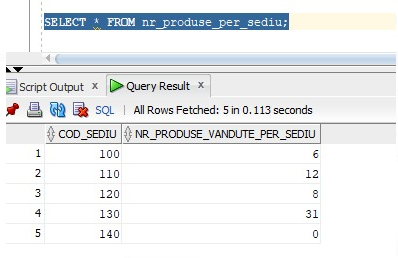 SELECT * FROM nr_produse_per_sediu;
Script Output x Query Result x
SQL | All Rows Fetched: 5 in 0.113 seconds
COD_SEDIU NR_PRODUSE_VANDUTE_PER_SEDIU
1 100 6
2 110 12
3 120 8
4 130 31
5 140 0